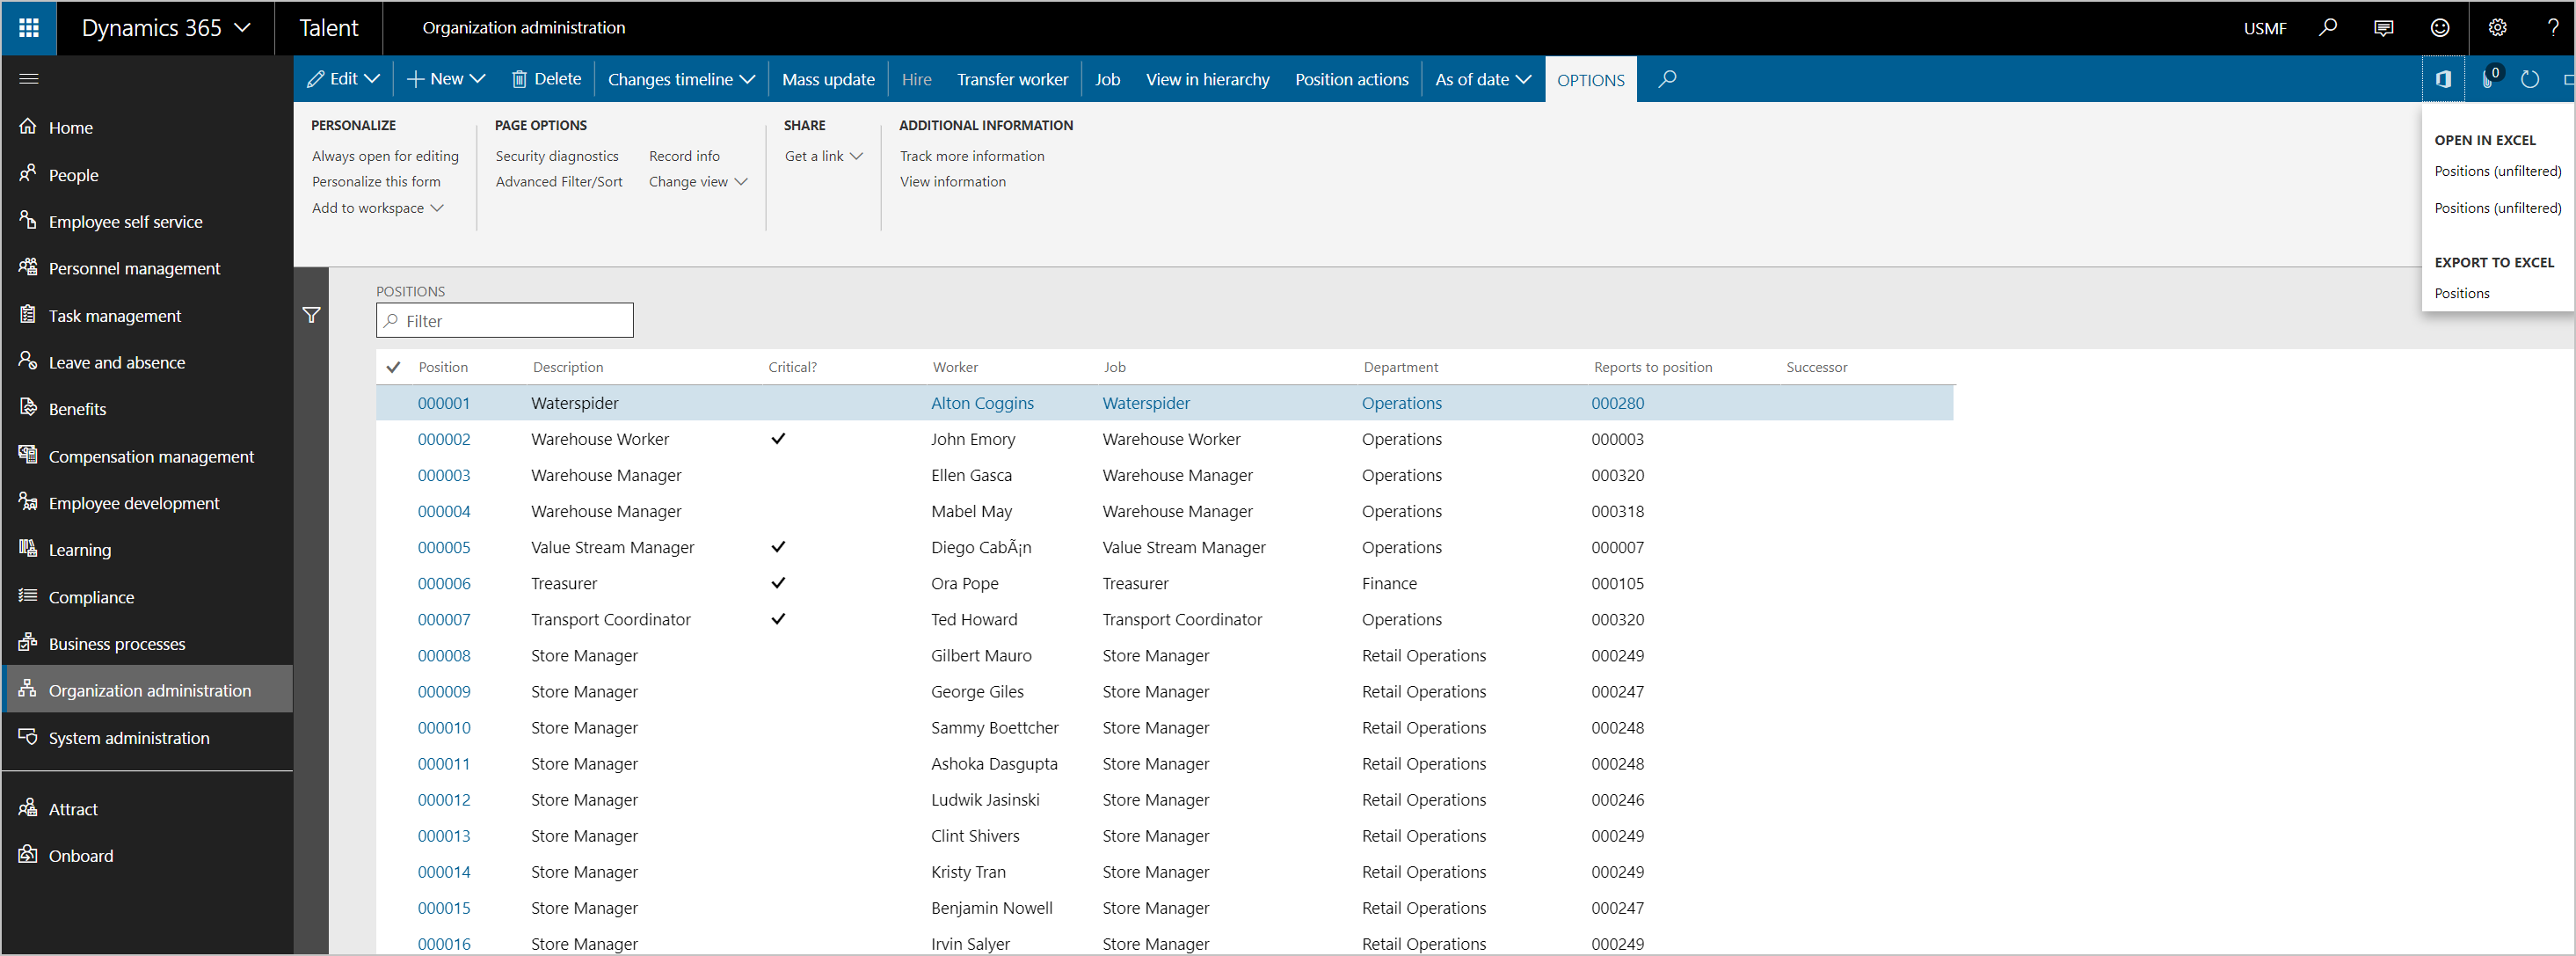 Dynamics 365 Talent Organization administration USMF ?
Edit New Delete Changes timeline Mass update Hire Transfer worker Job View in hierarchy Position actions As of date OPTIONS 0
Home
People
Employee self service
Personnel management
Task management
Leave and absence
Benefits
Compensation management
Employee development
Learning
Compliance
Business processes
Organization administration
System administration
Attract
Onboard
PERSONALIZE
Always open for editing
Personalize this form
Add to workspace
PAGE OPTIONS
Security diagnostics Record info
Advanced Filter/Sort Change view
SHARE
Get a link
ADDITIONAL INFORMATION
Track more information
View information
OPEN IN EXCEL
Positions (unfiltered)
Positions (unfiltered)
EXPORT TO EXCEL
Positions
POSITIONS
Filter
Position Description Critical? Worker Job Department Reports to position Successor
000001 Waterspider Alton Coggins Waterspider Operations 000280
000002 Warehouse Worker John Emory Warehouse Worker Operations 000003
000003 Warehouse Manager Ellen Gasca Warehouse Manager Operations 000320
000004 Warehouse Manager Mabel May Warehouse Manager Operations 000318
000005 Value Stream Manager Diego CabÃ¡n Value Stream Manager Operations 000007
000006 Treasurer Ora Pope Treasurer Finance 000105
000007 Transport Coordinator Ted Howard Transport Coordinator Operations 000320
000008 Store Manager Gilbert Mauro Store Manager Retail Operations 000249
000009 Store Manager George Giles Store Manager Retail Operations 000247
000010 Store Manager Sammy Boettcher Store Manager Retail Operations 000248
000011 Store Manager Ashoka Dasgupta Store Manager Retail Operations 000248
000012 Store Manager Ludwik Jasinski Store Manager Retail Operations 000246
000013 Store Manager Clint Shivers Store Manager Retail Operations 000249
000014 Store Manager Kristy Tran Store Manager Retail Operations 000249
000015 Store Manager Benjamin Nowell Store Manager Retail Operations 000247
000016 Store Manager Irvin Salyer Store Manager Retail Operations 000249